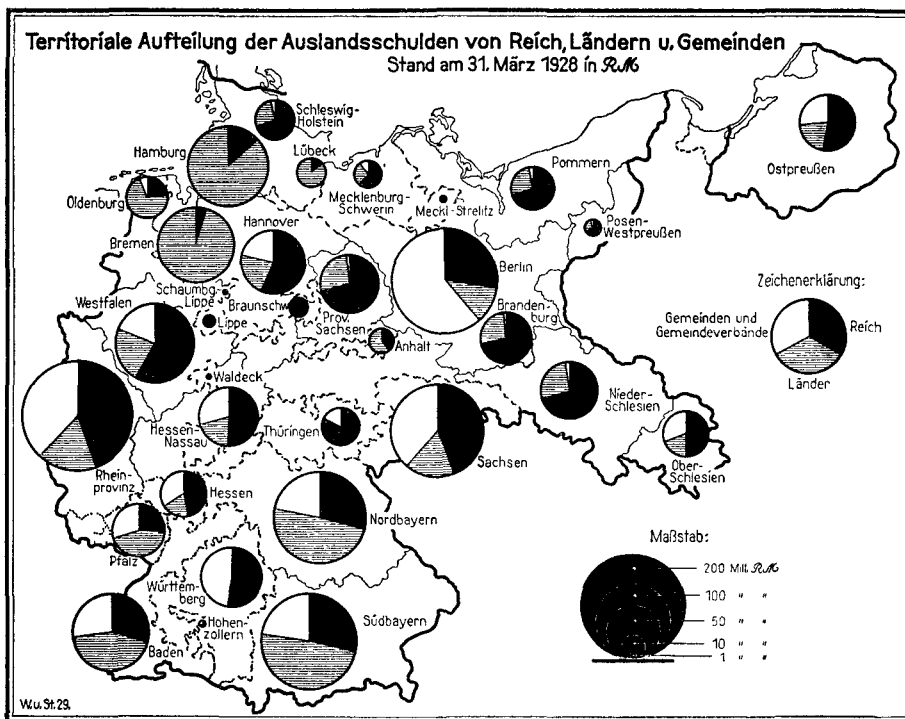 Territoriale Aufteilung der Auslandsschulden von Reich, Ländern u. Gemeinden
Stand am 31. März 1928 in RM
Schleswig-
Holstein
Hamburg
Lübeck
Oldenburg
Mecklenburg-
Schwerin
Meckl-Strelitz
Pommern
Ostpreußen
Posen-
Westpreußen
Bremen
Hannover
Berlin
Schaumbg.
Lippe
Braunschw.
Lippe
Prov.
Sachsen
Branden-
burg
Anhalt
Westfalen
Waldeck
Zeichenerklärung:
Gemeinden und
Gemeindeverbände
Reich
Länder
Hessen-
Nassau
Thüringen
Nieder-
Schlesien
Sachsen
Ober-
Schlesien
Rhein-
provinz
Hessen
Nordbayern
Pfalz
Württem-
berg
Hohen-
zollern
Baden
Südbayern
Maßstab:
200 Mill. RM
100 " "
50 " "
10 " "
1 " "
W.u.St.29.